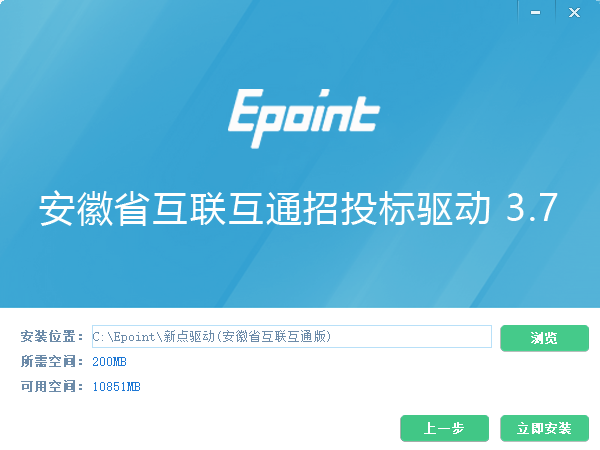 Epoint
安徽省互联互通招投标驱动 3.7
安装位置： C:\Epoint\新点驱动(安徽省互联互通版) 浏览
所需空间： 200MB
可用空间： 10851MB
上一步 立即安装